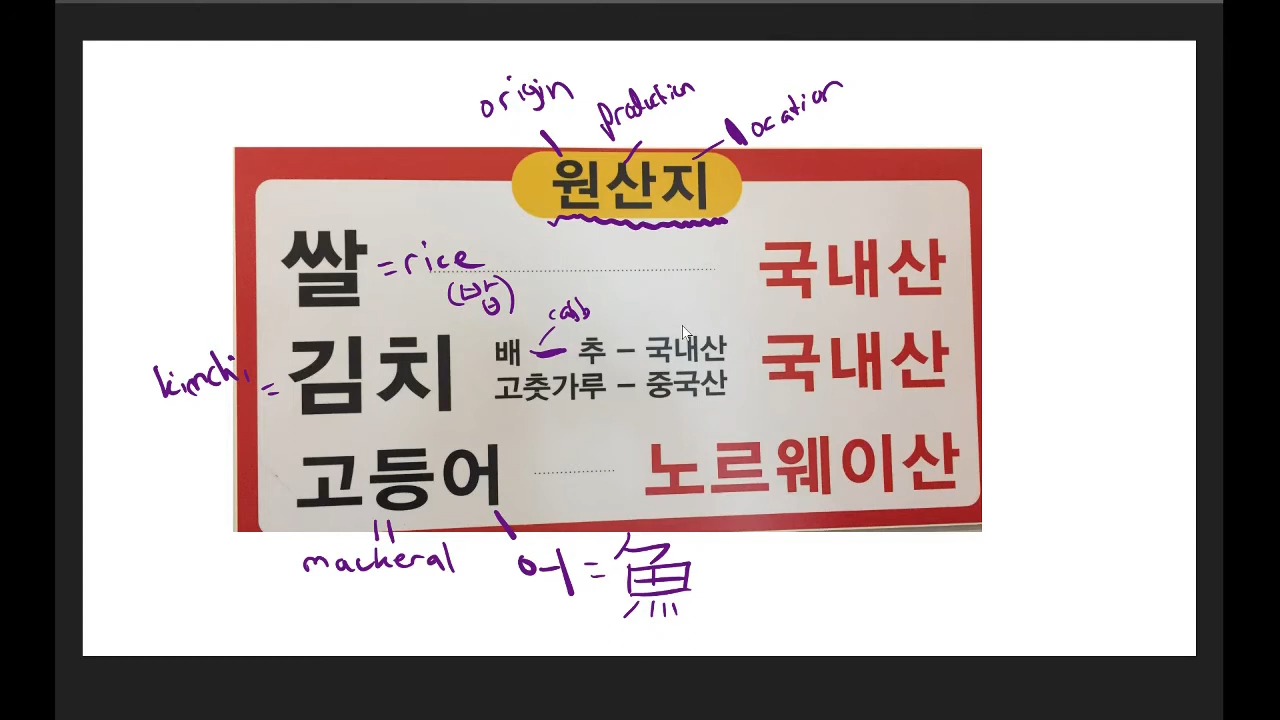 origin production location
원산지
쌀 = rice 국내산
(밥)
cabb
김치 배 추 - 국내산 국내산
kimchi = 고춧가루 - 중국산
고등어 노르웨이산
mackeral 어 = 魚